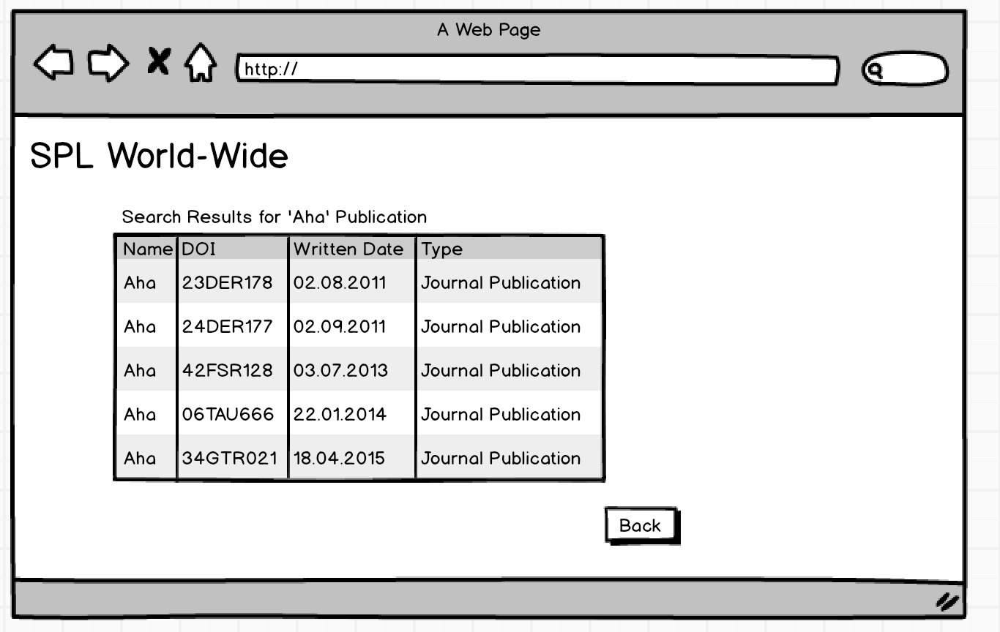 A Web Page
http://
SPL World-Wide
Search Results for 'Aha' Publication
Name DOI Written Date Type
Aha 23DER178 02.08.2011 Journal Publication
Aha 24DER177 02.09.2011 Journal Publication
Aha 42FSR128 03.07.2013 Journal Publication
Aha 06TAU666 22.01.2014 Journal Publication
Aha 34GTR021 18.04.2015 Journal Publication
Back